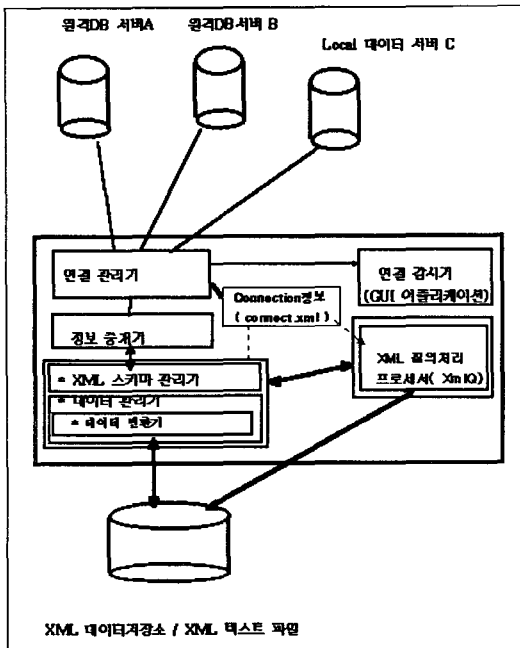 원격DB 서버A
원격DB서버 B
Local 데이터 서버 C
연결 관리기
연결 감시기
(GUI 어플리케이션)
Connection정보
( connect.xml )
정보 중재기
XML 질의처리
프로세서( XmlQ)
* XML 스키마 관리기
* 데이터 관리기
* 데이터 변환기
XML 데이터저장소 / XML 텍스트 파일